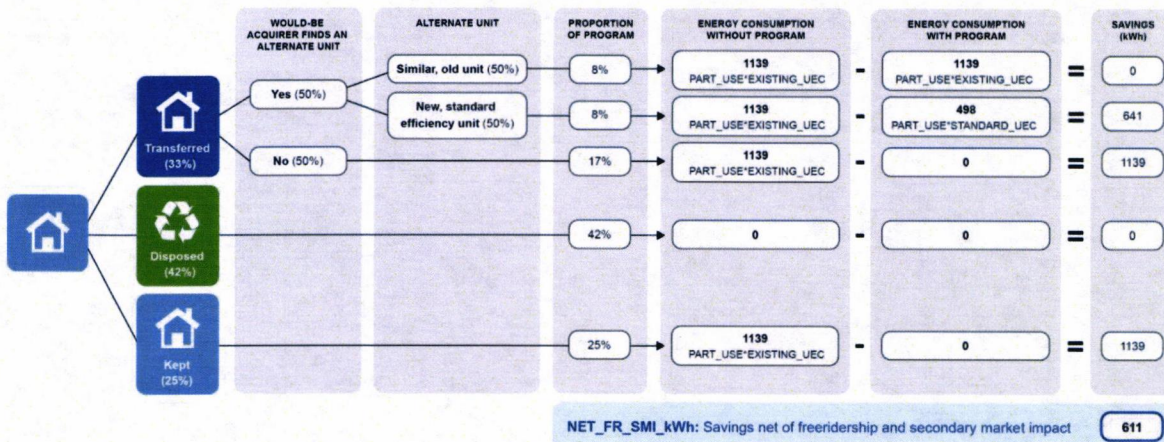 WOULD-BE
ACQUIRER FINDS AN
ALTERNATE UNIT
ALTERNATE UNIT
PROPORTION
OF PROGRAM
ENERGY CONSUMPTION
WITHOUT PROGRAM
ENERGY CONSUMPTION
WITH PROGRAM
SAVINGS
(kWh)
Transferred
(33%)
Yes (50%)
Similar, old unit (50%)
8%
1139
PART_USE*EXISTING_UEC
-
1139
PART_USE*EXISTING_UEC
=
0
New, standard
efficiency unit (50%)
8%
1139
PART_USE*EXISTING_UEC
-
498
PART_USE*STANDARD_UEC
=
641
No (50%)
17%
1139
PART_USE*EXISTING_UEC
-
0
=
1139
Disposed
(42%)
42%
0
-
0
=
0
Kept
(25%)
25%
1139
PART_USE*EXISTING_UEC
-
0
=
1139
NET_FR_SMI_kWh: Savings net of freeridership and secondary market impact
611